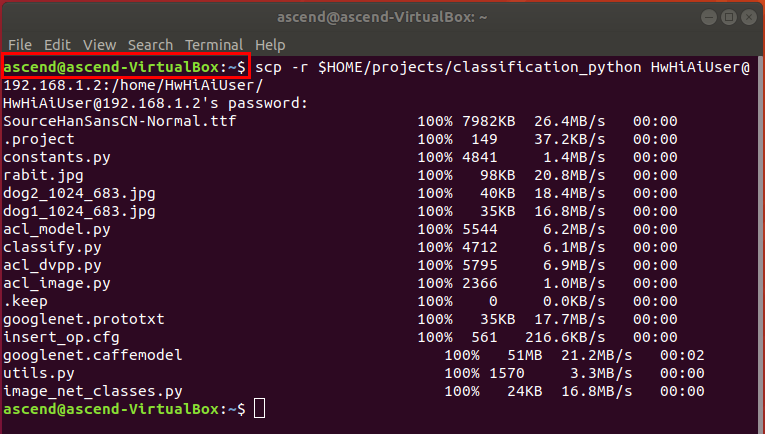 ascend@ascend-VirtualBox: ~
File Edit View Search Terminal Help
ascend@ascend-VirtualBox:~$ scp -r $HOME/projects/classification_python HwHiAiUser@
192.168.1.2:/home/HwHiAiUser/
HwHiAiUser@192.168.1.2's password:
SourceHanSansCN-Normal.ttf 100% 7982KB 26.4MB/s 00:00
.project 100% 149 37.2KB/s 00:00
constants.py 100% 4841 1.4MB/s 00:00
rabit.jpg 100% 98KB 20.8MB/s 00:00
dog2_1024_683.jpg 100% 40KB 18.4MB/s 00:00
dog1_1024_683.jpg 100% 35KB 16.8MB/s 00:00
acl_model.py 100% 5544 6.2MB/s 00:00
classify.py 100% 4712 6.1MB/s 00:00
acl_dvpp.py 100% 5795 6.9MB/s 00:00
acl_image.py 100% 2366 1.0MB/s 00:00
.keep 100% 0 0.0KB/s 00:00
googlenet.prototxt 100% 35KB 17.7MB/s 00:00
insert_op.cfg 100% 561 216.6KB/s 00:00
googlenet.caffemodel 100% 51MB 21.2MB/s 00:02
utils.py 100% 1570 3.3MB/s 00:00
image_net_classes.py 100% 24KB 16.8MB/s 00:00
ascend@ascend-VirtualBox:~$